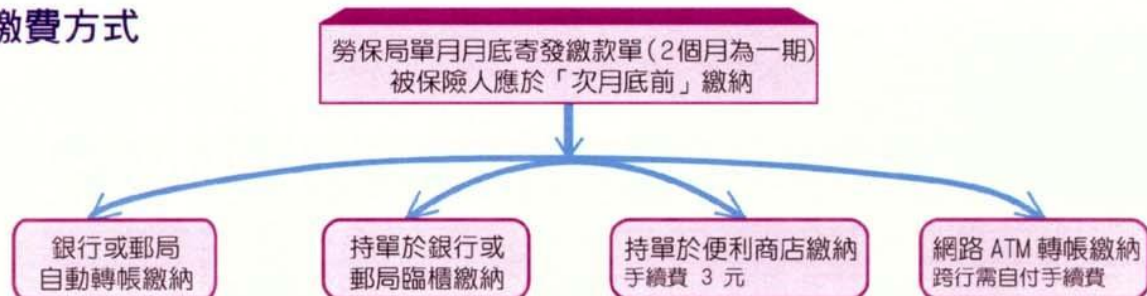 繳費方式
勞保局單月月底寄發繳款單(2個月為一期)
被保險人應於「次月底前」繳納
銀行或郵局
自動轉帳繳納
持單於銀行或
郵局臨櫃繳納
持單於便利商店繳納
手續費 3 元
網路 ATM 轉帳繳納
跨行需自付手續費